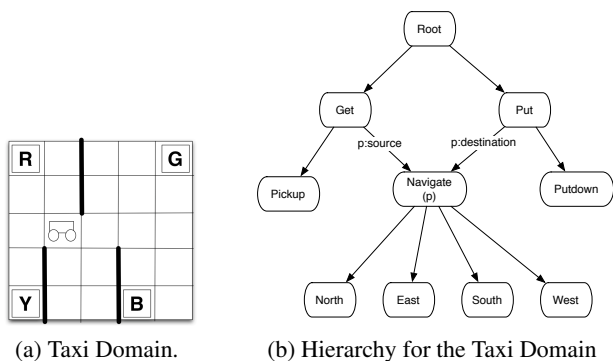 Root
Get
Put
p:source
p:destination
R
G
Pickup
Navigate
(p)
Putdown
Y
B
North
East
South
West
(a) Taxi Domain.
(b) Hierarchy for the Taxi Domain